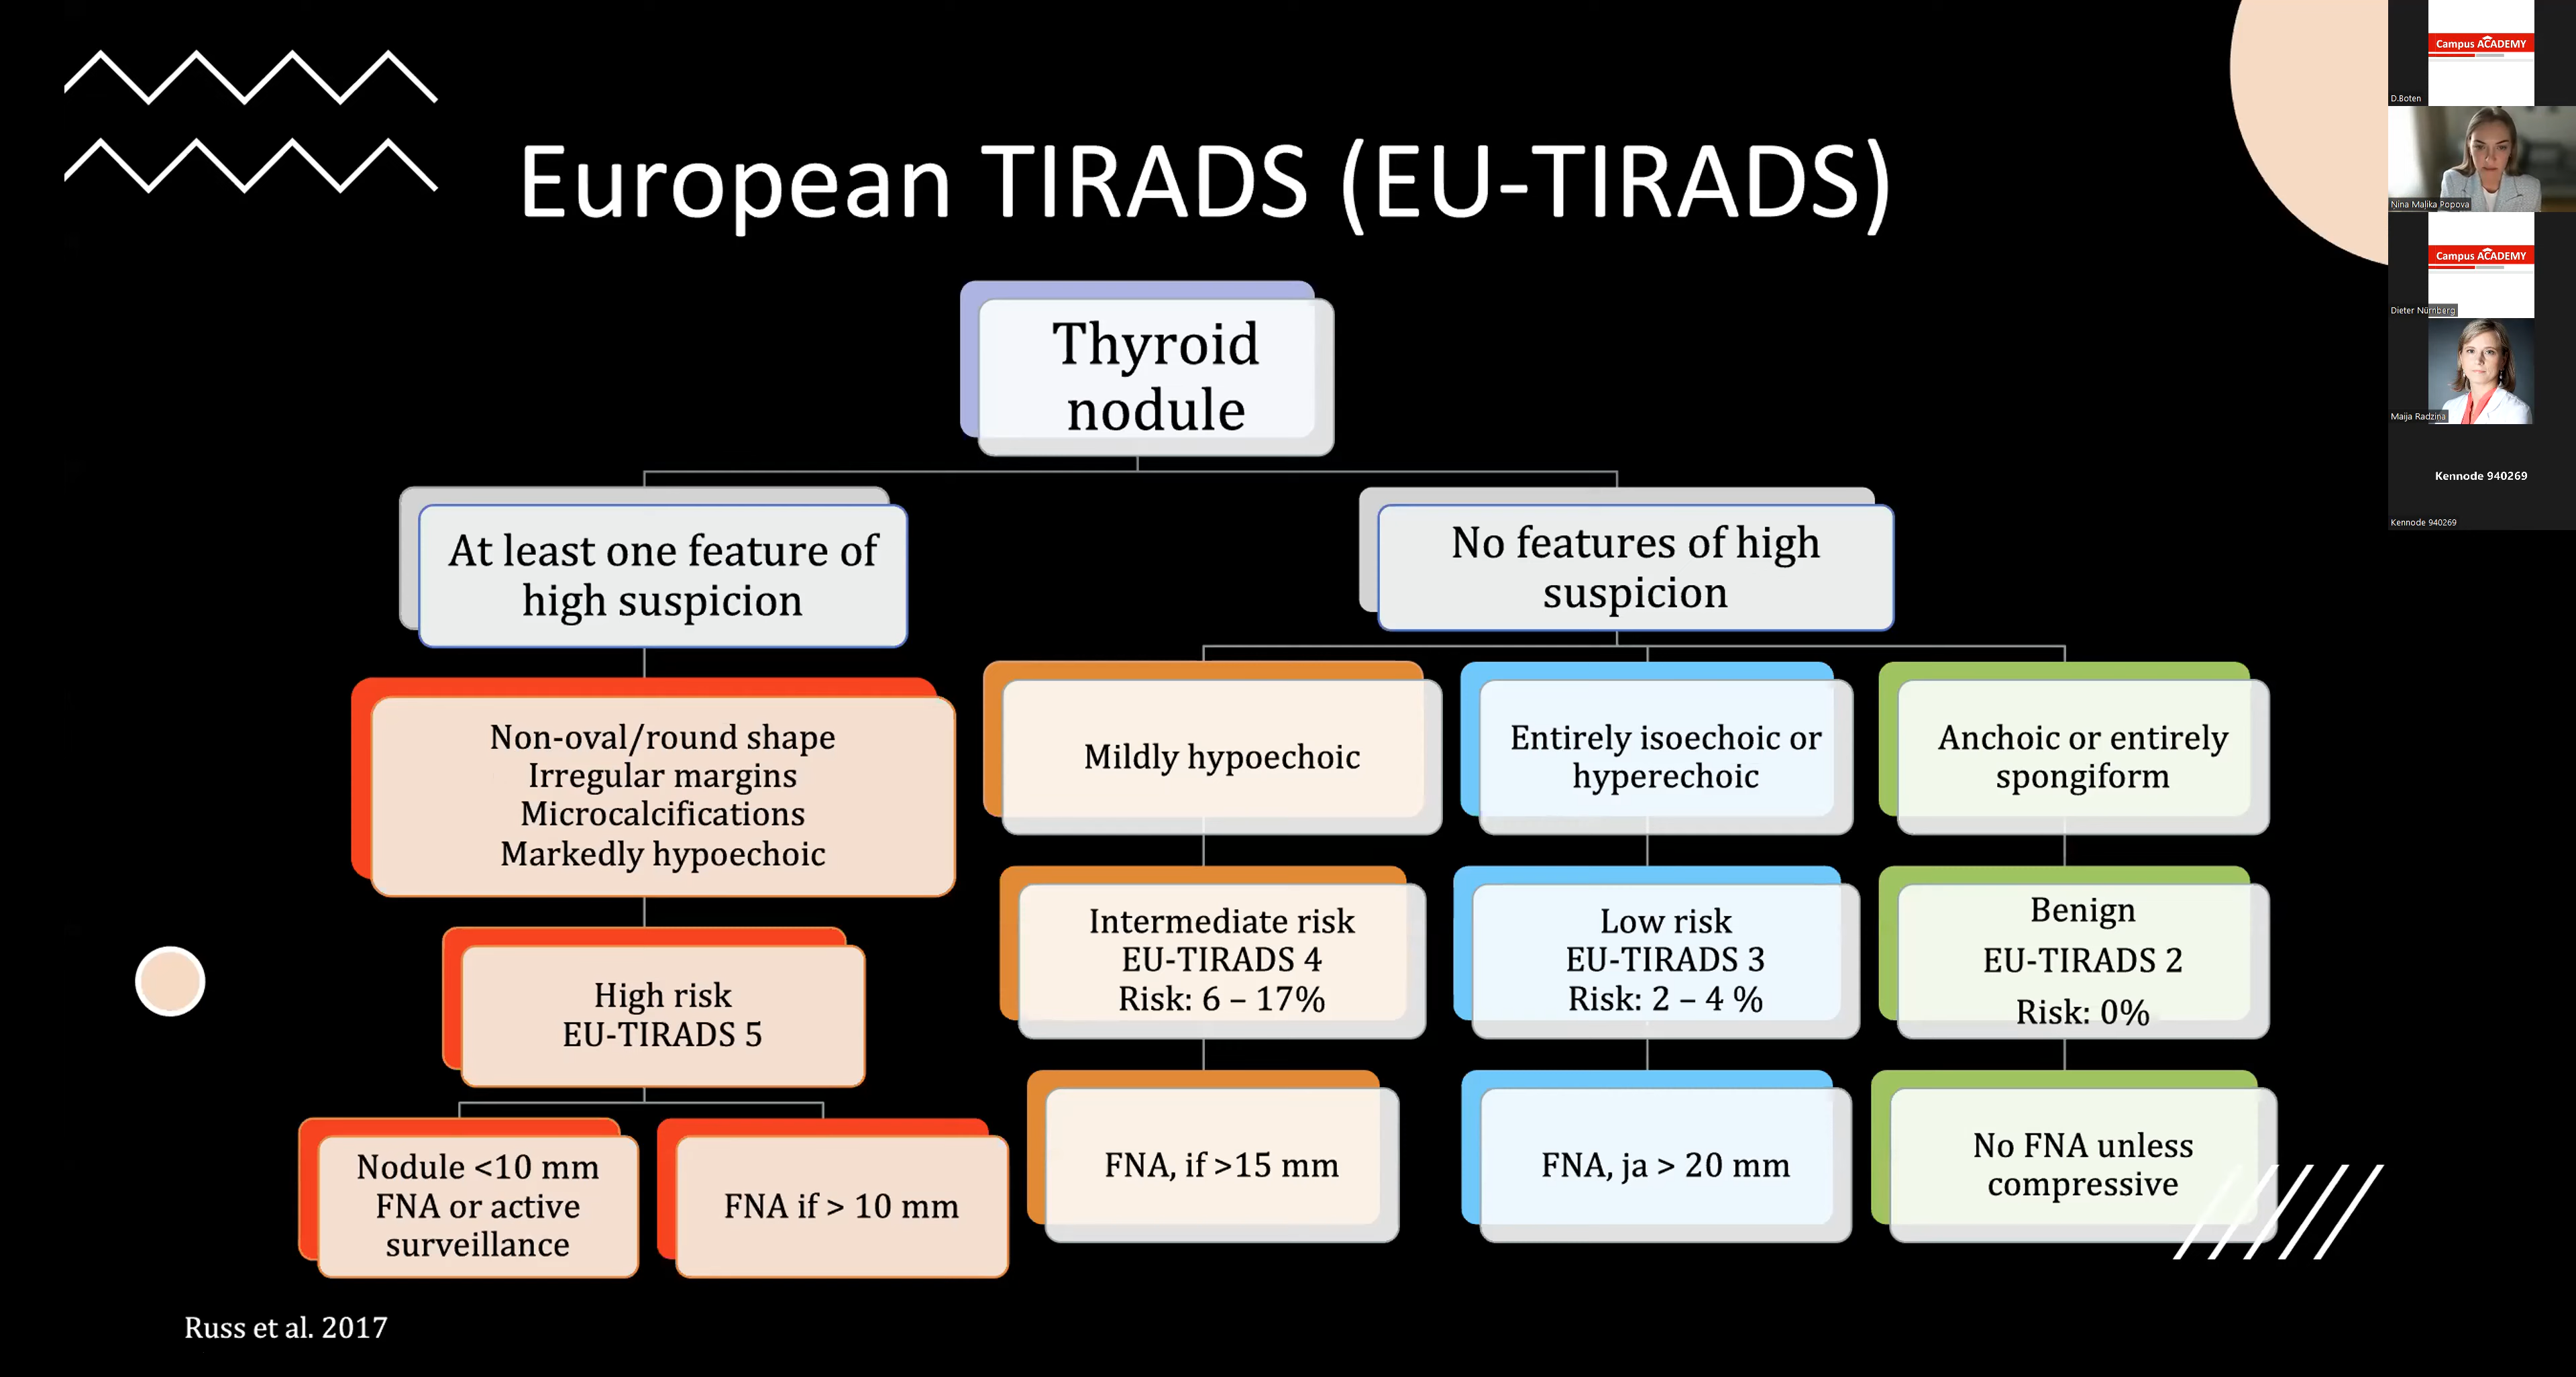 European TIRADS (EU-TIRADS)
Thyroid
nodule
At least one feature of
high suspicion
No features of high
suspicion
Non-oval/round shape
Irregular margins
Microcalcifications
Markedly hypoechoic
Mildly hypoechoic
Entirely isoechoic or
hyperechoic
Anchoic or entirely
spongiform
High risk
EU-TIRADS 5
Intermediate risk
EU-TIRADS 4
Risk: 6 – 17%
Low risk
EU-TIRADS 3
Risk: 2 – 4 %
Benign
EU-TIRADS 2
Risk: 0%
Nodule <10 mm
FNA or active
surveillance
FNA if > 10 mm
FNA, if >15 mm
FNA, ja > 20 mm
No FNA unless
compressive
Russ et al. 2017
Campus ACADEMY
D.Boten
Nina Maļika Popova
Campus ACADEMY
Dieter Nürnberg
Maija Radziņa
Kennode 940269
Kennode 940269